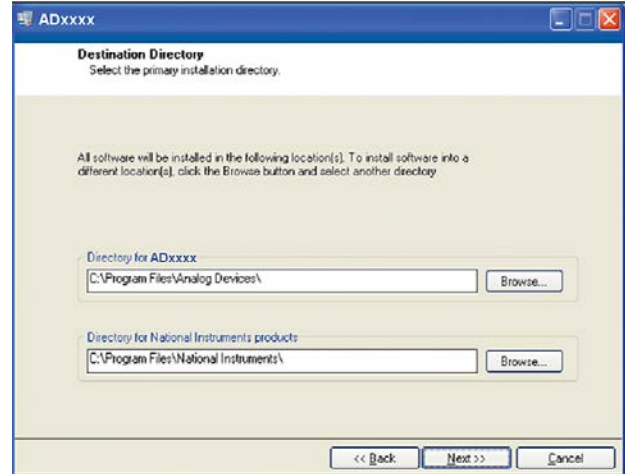 ADxxxx
Destination Directory
Select the primary installation directory.
All software will be installed in the following location(s). To install software into a
different location(s), click the Browse button and select another directory
Directory for ADxxxx
C:\Program Files\Analog Devices\
Browse...
Directory for National Instruments products
C:\Program Files\National Instruments\
Browse...
<< Back
Next >>
Cancel